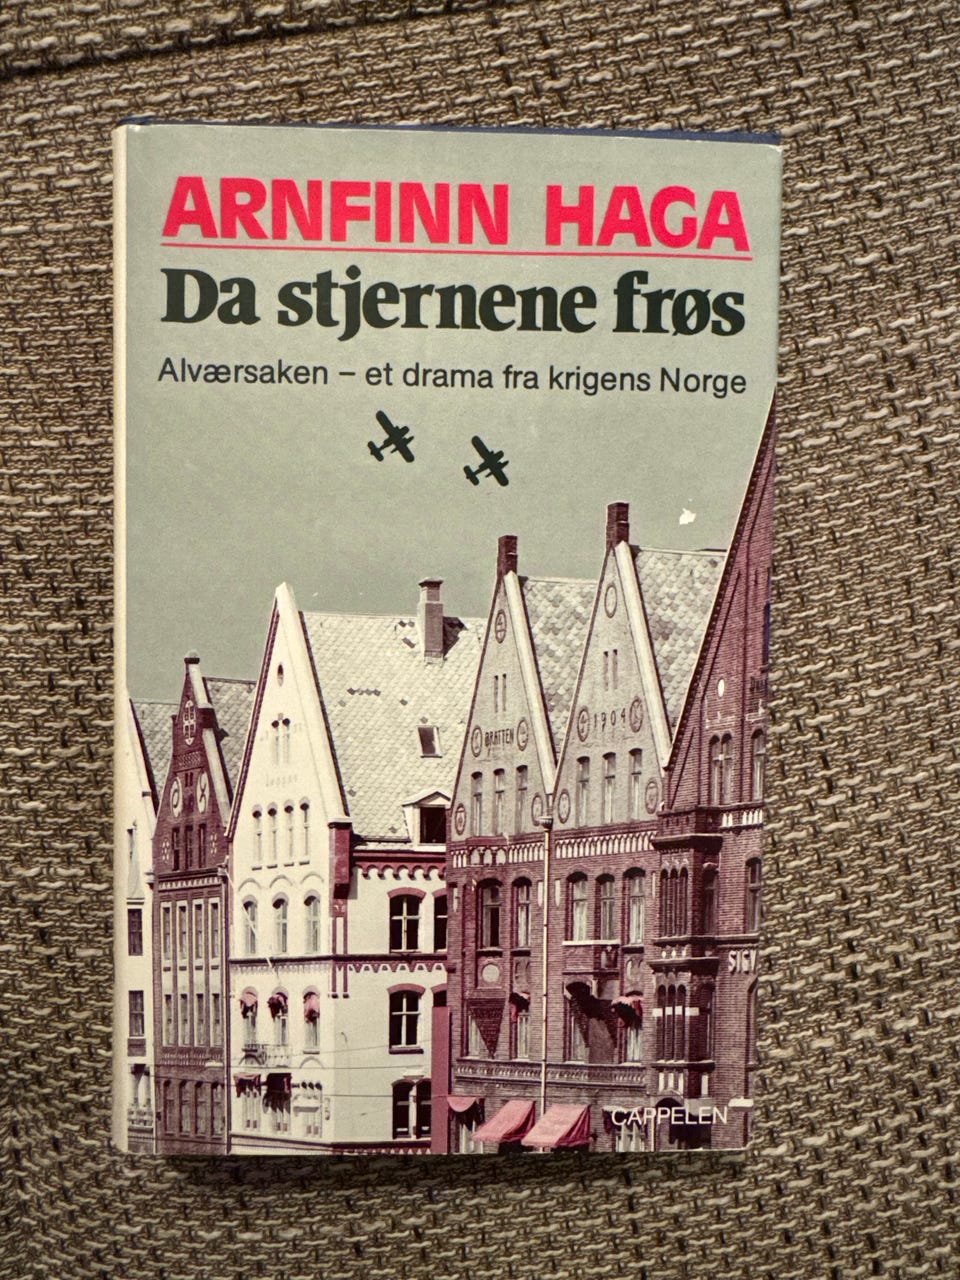 ARNFINN HAGA
Da stjernene frøs
Alværsaken – et drama fra krigens Norge
BRATTEN
1904
SIGV
CAPPELEN